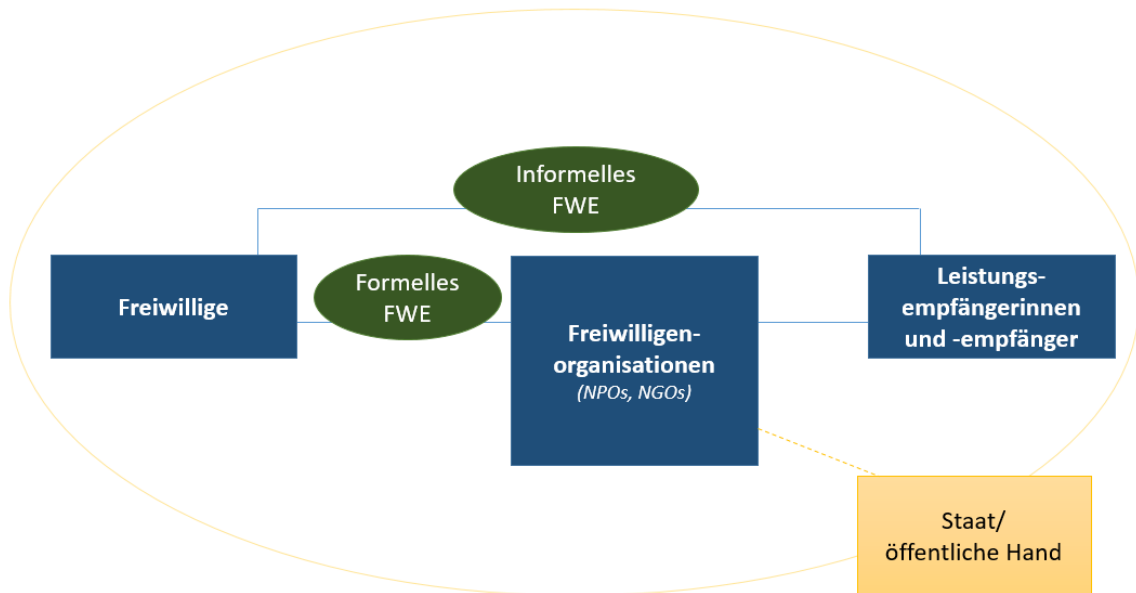 Informelles
FWE
Freiwillige
Formelles
FWE
Freiwilligen-
organisationen
(NPOs, NGOs)
Leistungs-
empfängerinnen
und -empfänger
Staat/
öffentliche Hand